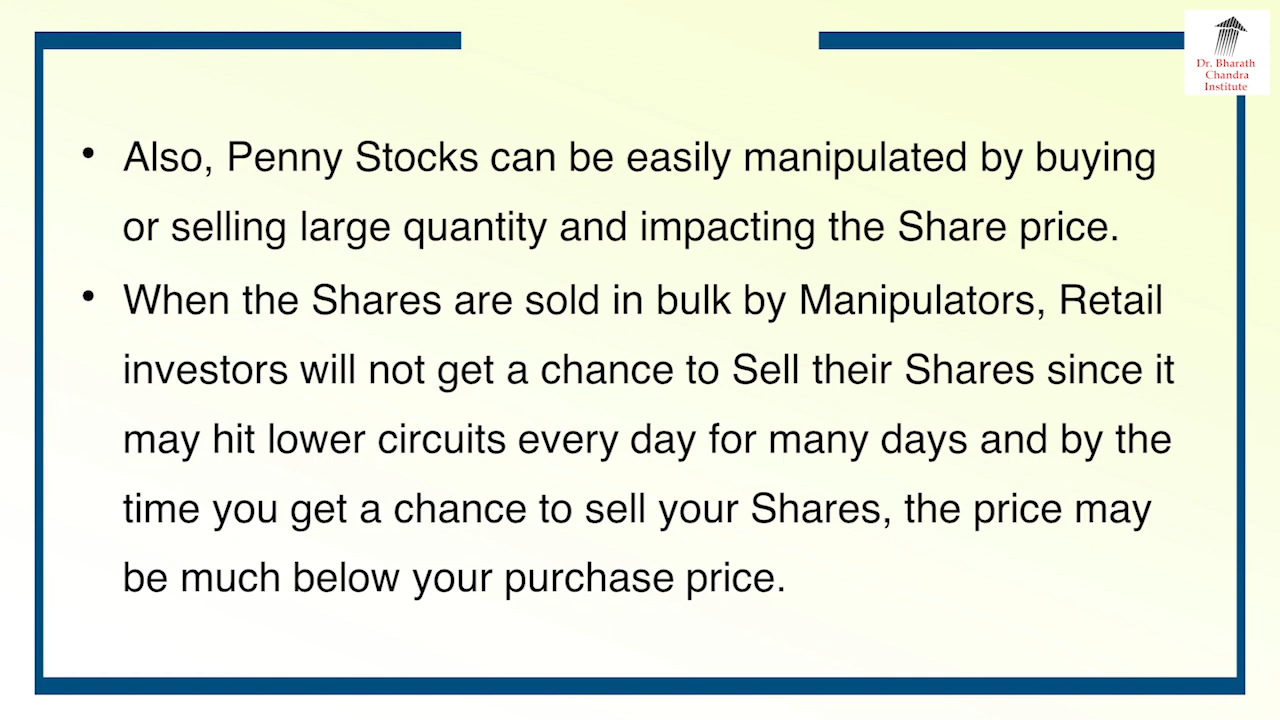 Dr. Bharath
Chandra
Institute
• Also, Penny Stocks can be easily manipulated by buying
or selling large quantity and impacting the Share price.
• When the Shares are sold in bulk by Manipulators, Retail
investors will not get a chance to Sell their Shares since it
may hit lower circuits every day for many days and by the
time you get a chance to sell your Shares, the price may
be much below your purchase price.